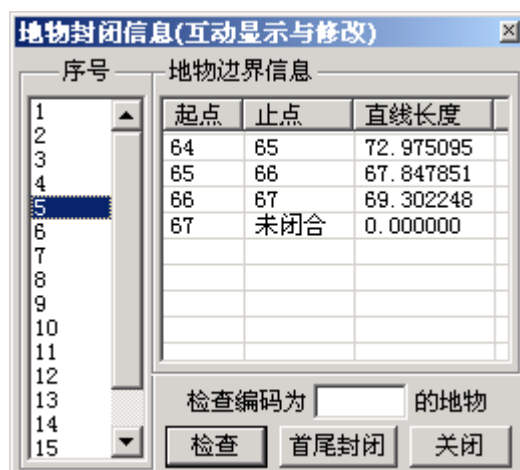 地物封闭信息(互动显示与修改)
序号
1
2
3
4
5
6
7
8
9
10
11
12
13
14
15
地物边界信息
起点 止点 直线长度
64 65 72.975095
65 66 67.847851
66 67 69.302248
67 未闭合 0.000000
检查编码为 的地物
检查 首尾封闭 关闭